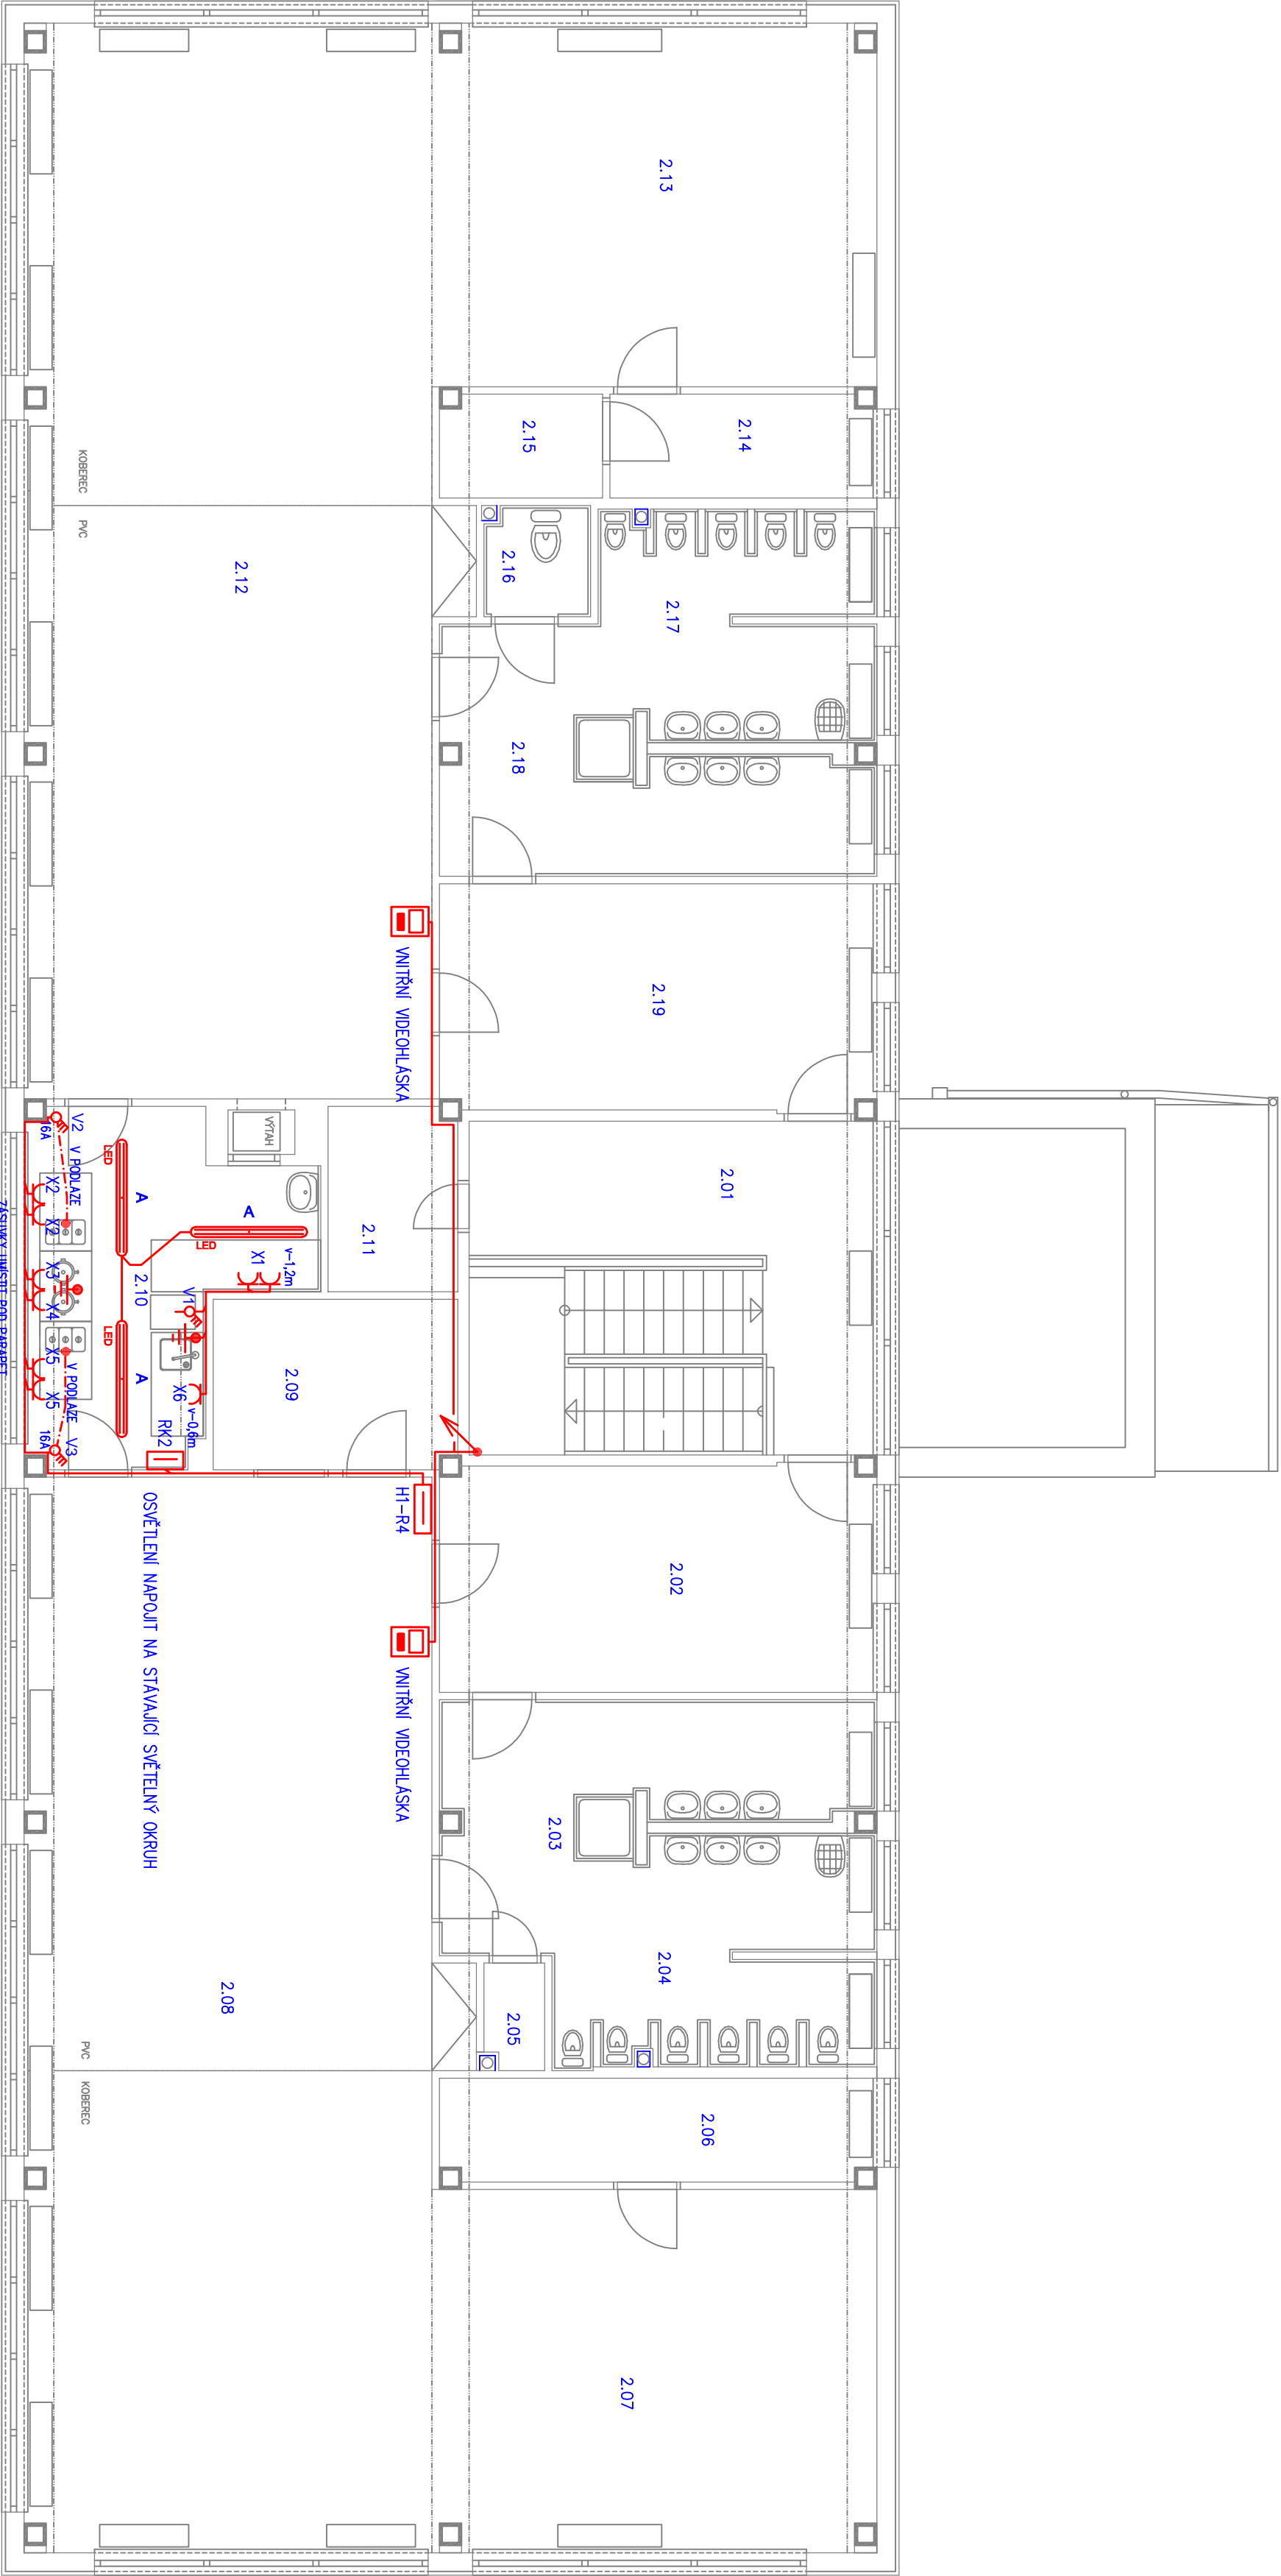 2.13
2.14
2.15
KOBEREC
PVC
2.16
2.12
2.17
2.18
VNITŘNÍ VIDEOHLÁSKA
2.19
V2
16A
V PODLAZE
LED
VÝTAH
2.01
X2
X2
A
A
LED
2.11
X1
v-1,2m
X3
X4
2.10
V1
LED
ZÁSUVKY UMÍSTIT POD PARAPET
X5
X5
V PODLAZE
A
X6
v-0,6m
2.09
V3
16A
RK2
H1-R4
OSVĚTLENÍ NAPOJIT NA STÁVAJÍCÍ SVĚTELNÝ OKRUH
2.02
VNITŘNÍ VIDEOHLÁSKA
2.03
2.04
2.08
2.05
PVC
KOBEREC
2.06
2.07